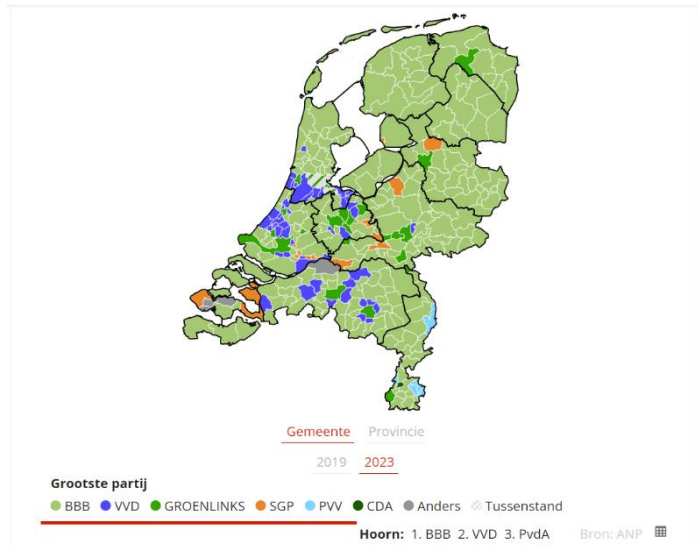 Gemeente Provincie
2019 2023
Grootste partij
BBB VVD GROENLINKS SGP PVV CDA Anders Tussenstand
Hoorn: 1. BBB 2. VVD 3. PvdA Bron: ANP